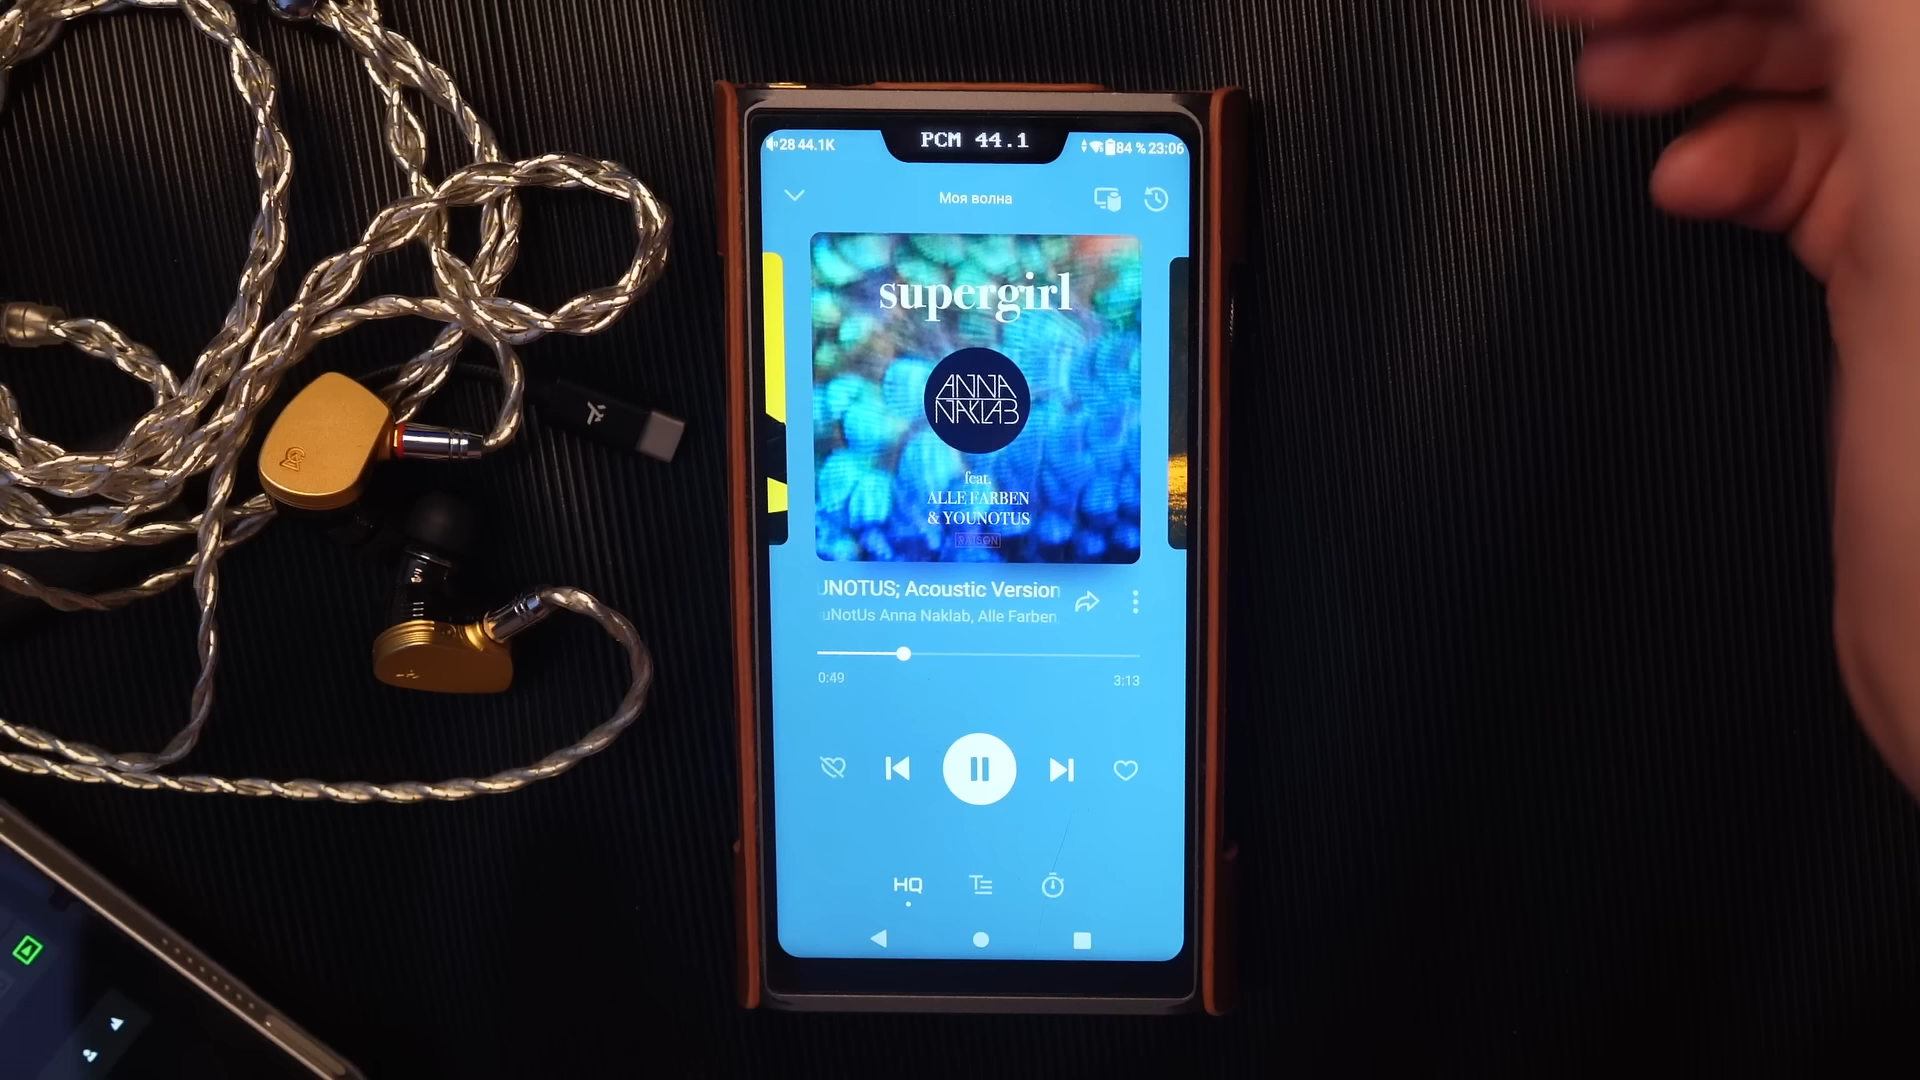 28 44.1K
PCM 44.1
84 % 23:06
Моя волна
supergirl
ANNA
NAKLAB
feat.
ALLE FARBEN
& YOUNOTUS
RAISON
UNOTUS; Acoustic Version
uNotUs Anna Naklab, Alle Farben,
0:49
3:13
HQ